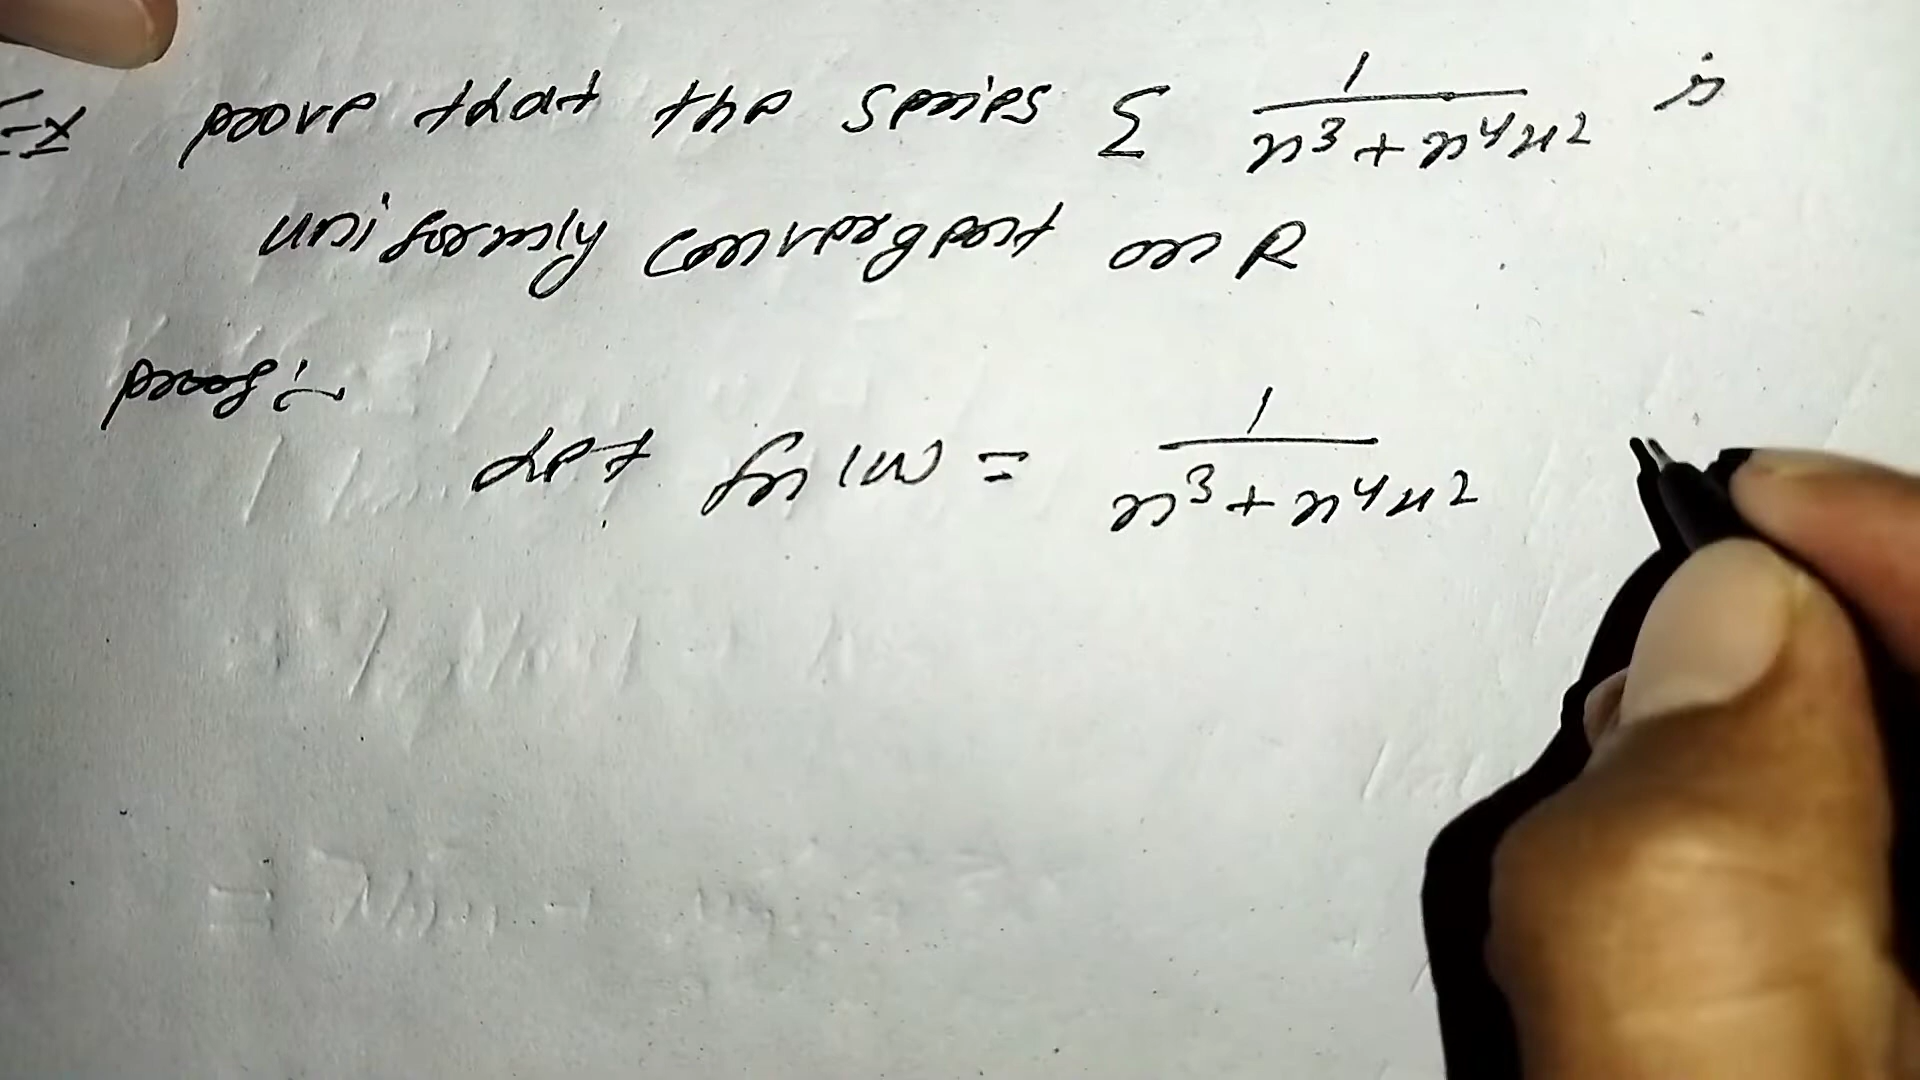 Ex prove that the series Σ 1/(n³+n⁴x²) is
uniformly convergent on R
proof:-
Let fn(x) = 1/(n³+n⁴x²)